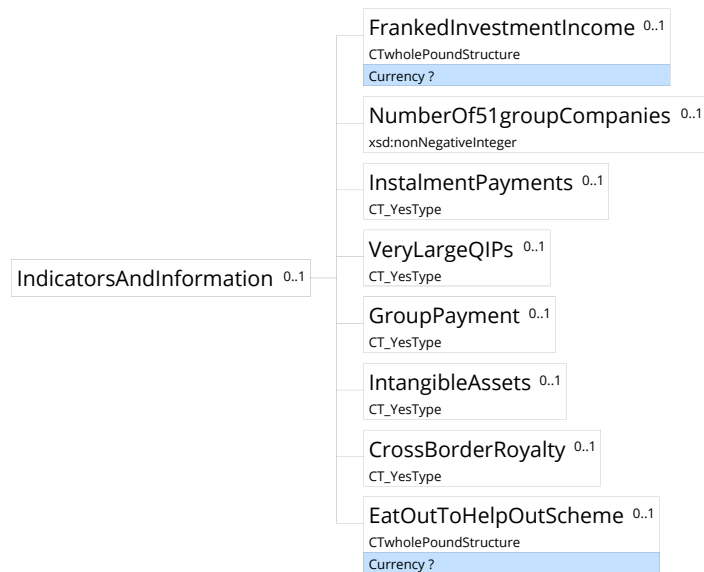 FrankedInvestmentIncome 0..1
CTwholePoundStructure
Currency ?
NumberOf51groupCompanies 0..1
xsd:nonNegativeInteger
InstalmentPayments 0..1
CT_YesType
VeryLargeQIPs 0..1
CT_YesType
IndicatorsAndInformation 0..1
GroupPayment 0..1
CT_YesType
IntangibleAssets 0..1
CT_YesType
CrossBorderRoyalty 0..1
CT_YesType
EatOutToHelpOutScheme 0..1
CTwholePoundStructure
Currency ?